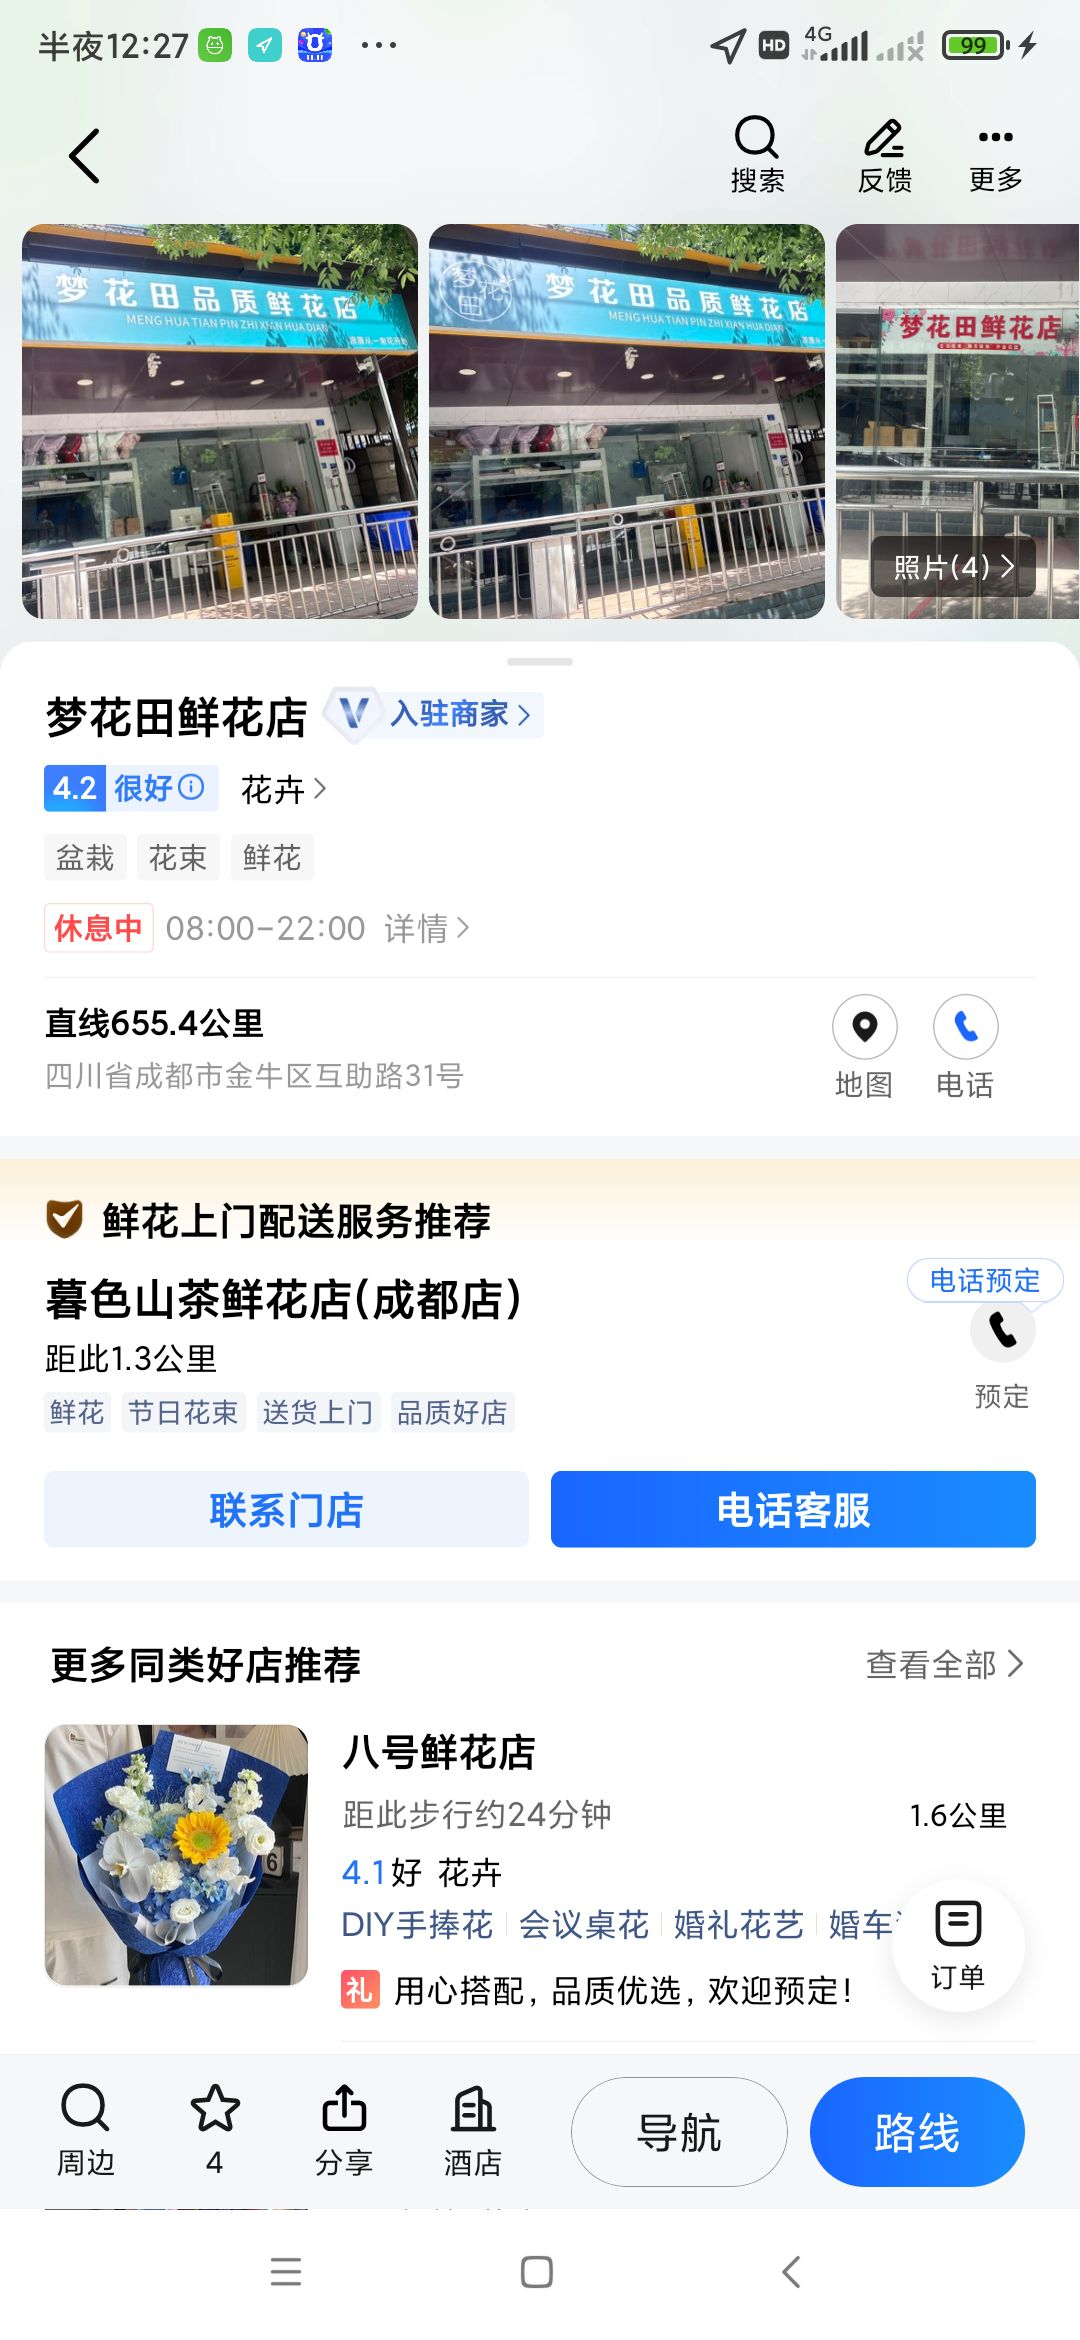 半夜12:27
HD
4G
99
搜索
反馈
更多
梦花田品质鲜花店
MENG HUA TIAN PIN ZHI XIAN HUA DIAN
梦花田
梦花田品质鲜花店
MENG HUA TIAN PIN ZHI XIAN HUA DIAN
梦花田鲜花店
照片(4)
梦花田鲜花店
V 入驻商家
4.2 很好 花卉
盆栽 花束 鲜花
休息中 08:00-22:00 详情
直线655.4公里
四川省成都市金牛区互助路31号
地图
电话
鲜花上门配送服务推荐
暮色山茶鲜花店(成都店)
电话预定
距此1.3公里
预定
鲜花 节日花束 送货上门 品质好店
联系门店
电话客服
更多同类好店推荐
查看全部
八号鲜花店
距此步行约24分钟 1.6公里
4.1好 花卉
DIY手捧花 会议桌花 婚礼花艺 婚车
礼 用心搭配，品质优选，欢迎预定！
订单
周边
4
分享
酒店
导航
路线